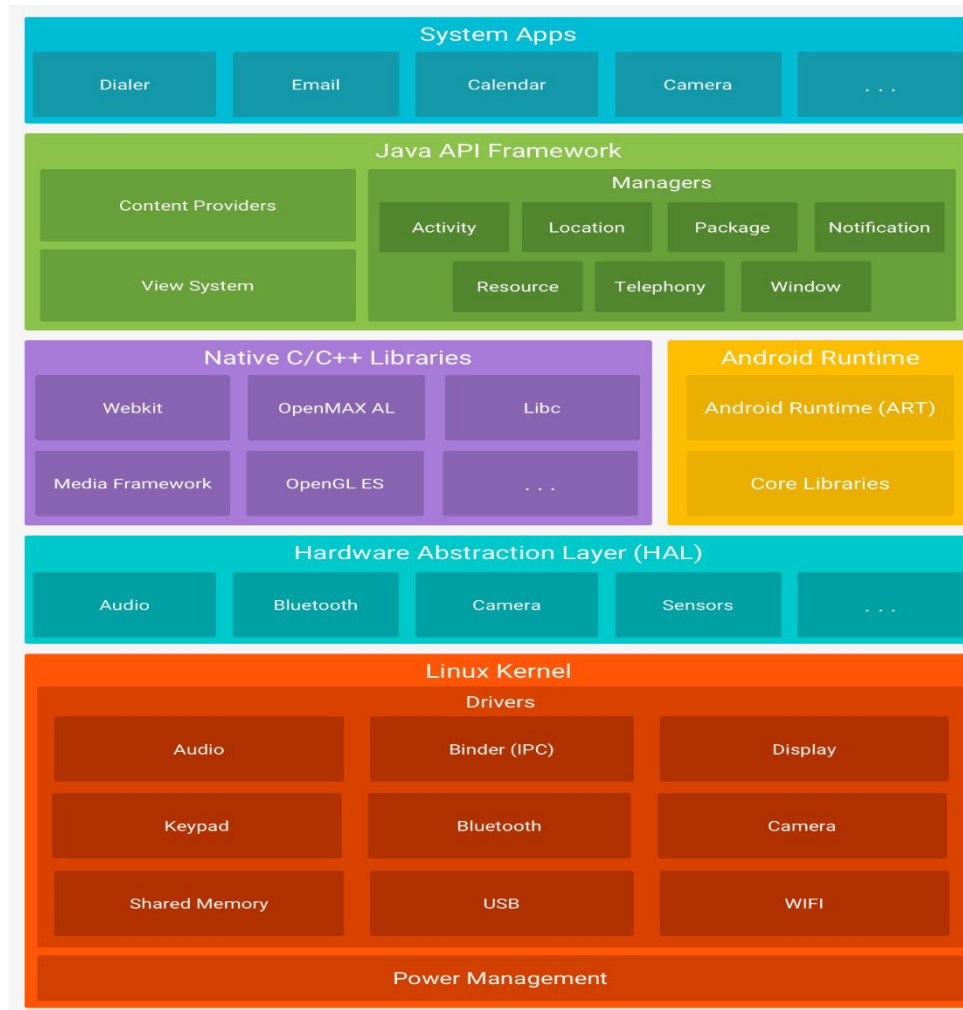 System Apps
Dialer Email Calendar Camera . . .
Java API Framework
Content Providers
View System
Managers
Activity Location Package Notification
Resource Telephony Window
Native C/C++ Libraries
Webkit OpenMAX AL Libc
Media Framework OpenGL ES . . .
Android Runtime
Android Runtime (ART)
Core Libraries
Hardware Abstraction Layer (HAL)
Audio Bluetooth Camera Sensors . . .
Linux Kernel
Drivers
Audio Binder (IPC) Display
Keypad Bluetooth Camera
Shared Memory USB WIFI
Power Management